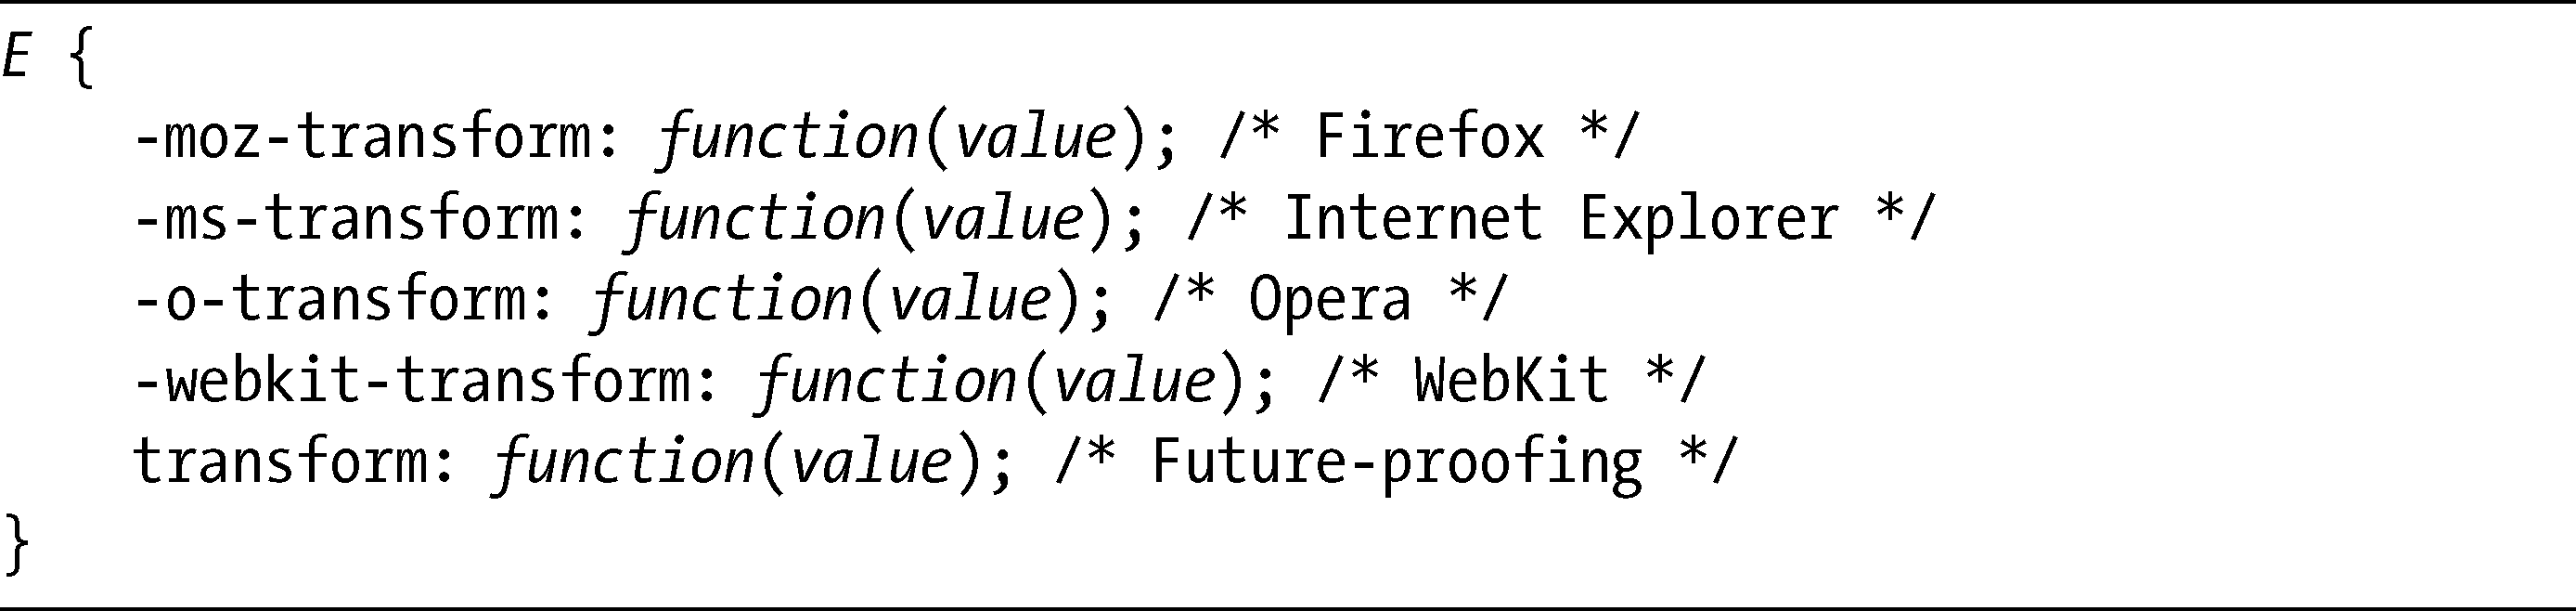 E {
-moz-transform: function(value); /* Firefox */
-ms-transform: function(value); /* Internet Explorer */
-o-transform: function(value); /* Opera */
-webkit-transform: function(value); /* WebKit */
transform: function(value); /* Future-proofing */
}